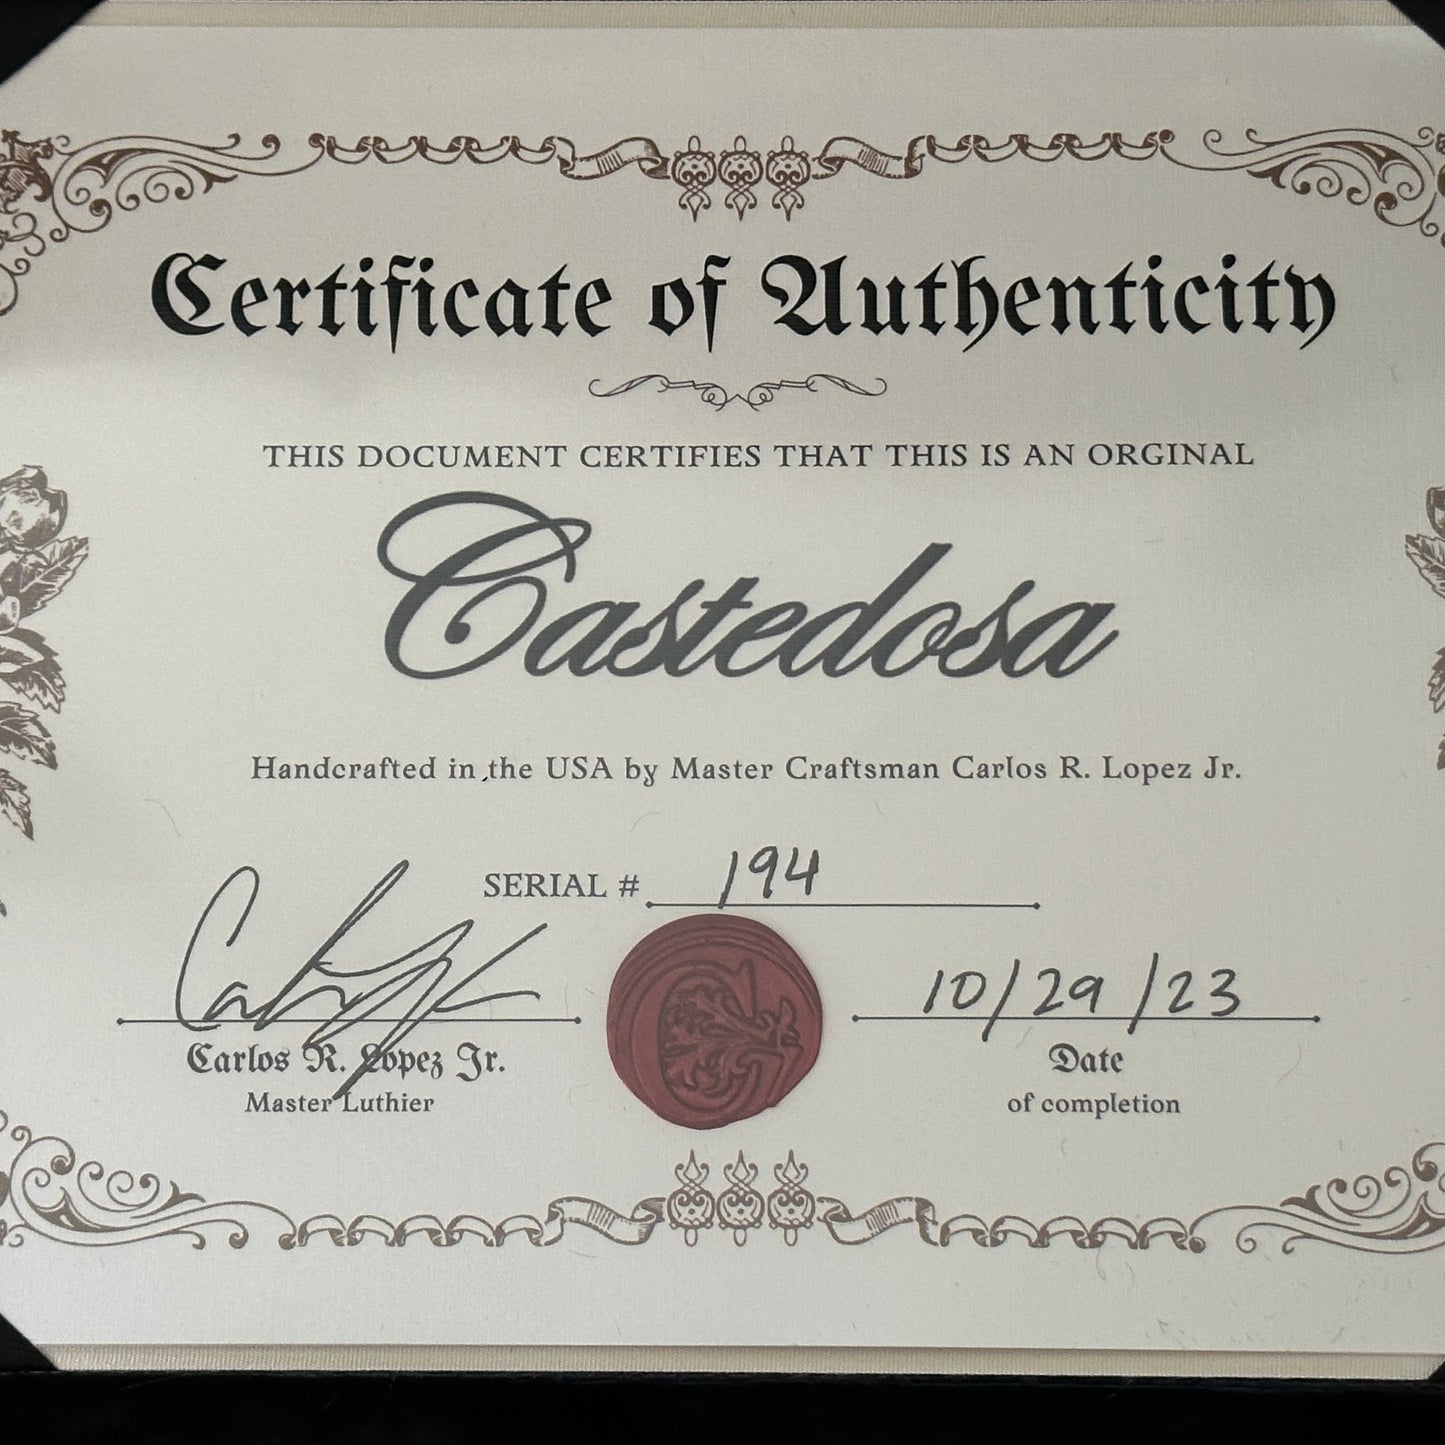 Certificate of Authenticity
THIS DOCUMENT CERTIFIES THAT THIS IS AN ORGINAL
Castedosa
Handcrafted in the USA by Master Craftsman Carlos R. Lopez Jr.
SERIAL # 194
10/29/23
Carlos R. Lopez Jr.
Master Luthier
Date
of completion